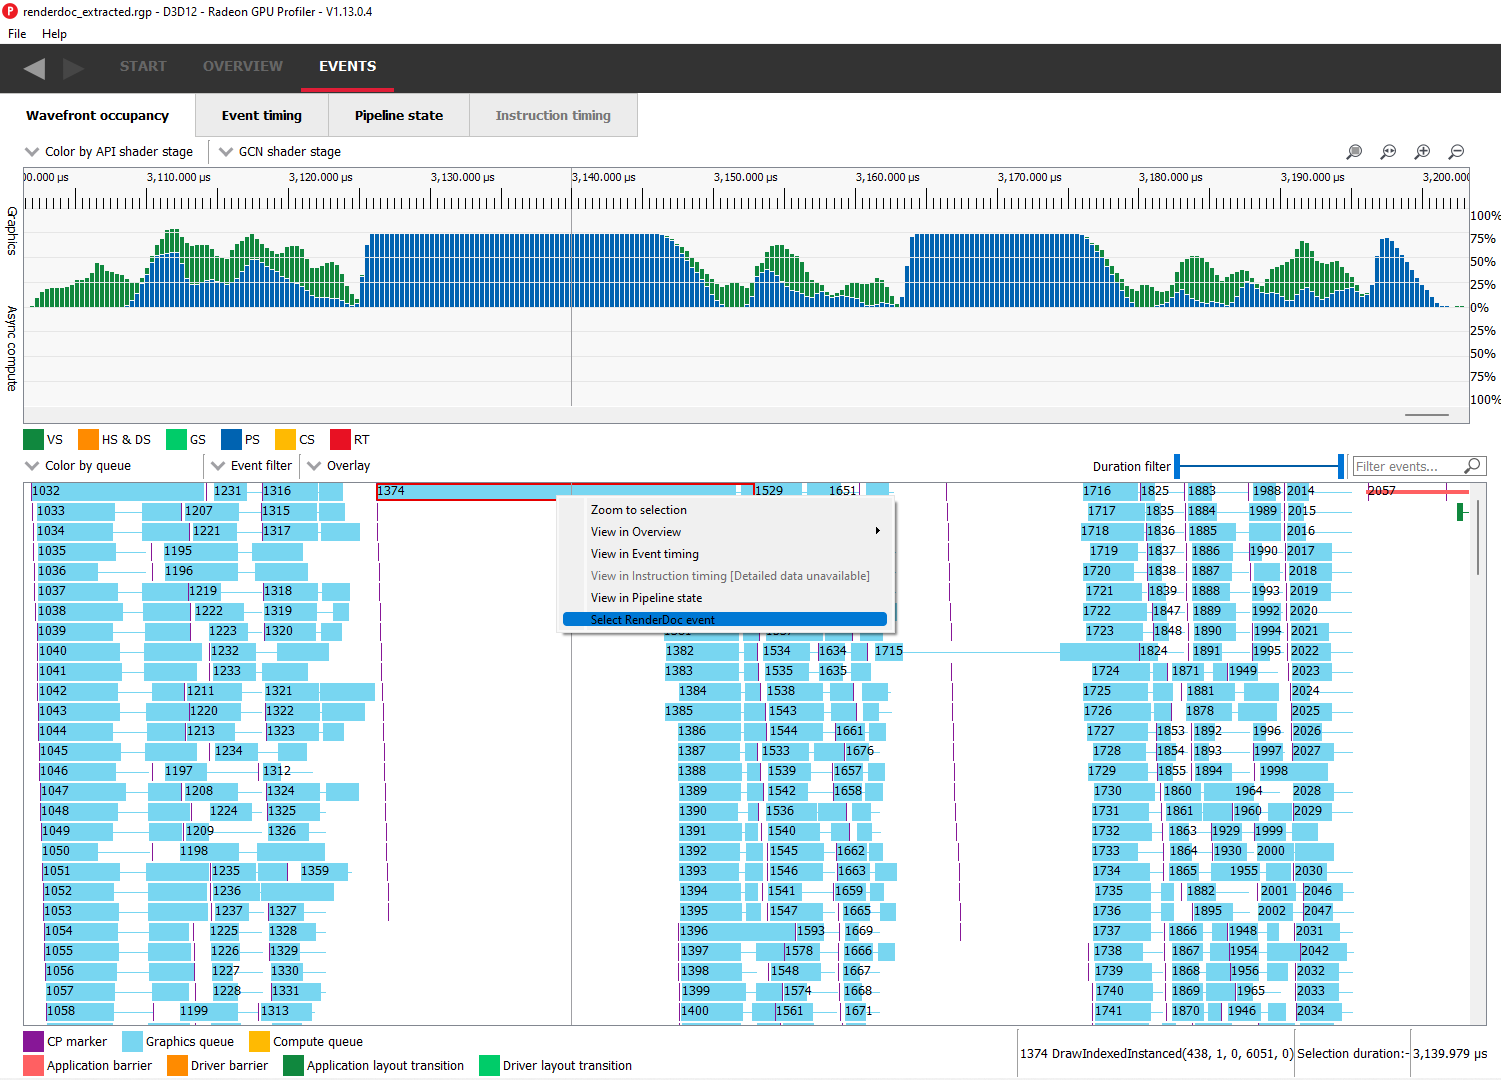 renderdoc_extracted.rgp - D3D12 - Radeon GPU Profiler - V1.13.0.4
File Help
START OVERVIEW EVENTS
Wavefront occupancy Event timing Pipeline state Instruction timing
Color by API shader stage GCN shader stage
00.000 µs 3,110.000 µs 3,120.000 µs 3,130.000 µs 3,140.000 µs 3,150.000 µs 3,160.000 µs 3,170.000 µs 3,180.000 µs 3,190.000 µs 3,200.000
Graphics
100%
75%
50%
25%
0%
Async compute
25%
50%
75%
100%
VS HS & DS GS PS CS RT
Color by queue Event filter Overlay Duration filter Filter events...
1032 1231 1316 1374 1529 1651 1716 1825 1883 1988 2014 2057
1033 1207 1315 1717 1835 1884 1989 2015
1034 1221 1317 1718 1836 1885 2016
1035 1195 1719 1837 1886 1990 2017
1036 1196 1720 1838 1887 2018
1037 1219 1318 1721 1839 1888 1993 2019
1038 1222 1319 1722 1847 1889 1992 2020
1039 1223 1320 1723 1848 1890 1994 2021
Zoom to selection
View in Overview
View in Event timing
View in Instruction timing [Detailed data unavailable]
View in Pipeline state
Select RenderDoc event
1040 1232 1382 1534 1634 1715 1824 1891 1995 2022
1041 1233 1383 1535 1635 1724 1871 1949 2023
1042 1211 1321 1384 1538 1725 1881 2024
1043 1220 1322 1385 1543 1726 1878 2025
1044 1213 1323 1386 1544 1661 1727 1853 1892 1996 2026
1045 1234 1387 1533 1676 1728 1854 1893 1997 2027
1046 1197 1312 1388 1539 1657 1729 1855 1894 1998
1047 1208 1324 1389 1542 1658 1730 1860 1964 2028
1048 1224 1325 1390 1536 1731 1861 1960 2029
1049 1209 1326 1391 1540 1732 1863 1929 1999
1050 1198 1392 1545 1662 1733 1864 1930 2000
1051 1235 1359 1393 1546 1663 1734 1865 1955 2030
1052 1236 1394 1541 1659 1735 1882 2001 2046
1053 1237 1327 1395 1547 1665 1736 1895 2002 2047
1054 1225 1328 1396 1593 1669 1737 1866 1948 2031
1055 1226 1329 1397 1578 1666 1738 1867 1954 2042
1056 1227 1330 1398 1548 1667 1739 1868 1956 2032
1057 1228 1331 1399 1574 1668 1740 1869 1965 2033
1058 1199 1313 1400 1561 1671 1741 1870 1946 2034
CP marker Graphics queue Compute queue
Application barrier Driver barrier Application layout transition Driver layout transition
1374 DrawIndexedInstanced(438, 1, 0, 6051, 0) Selection duration:- 3,139.979 µs